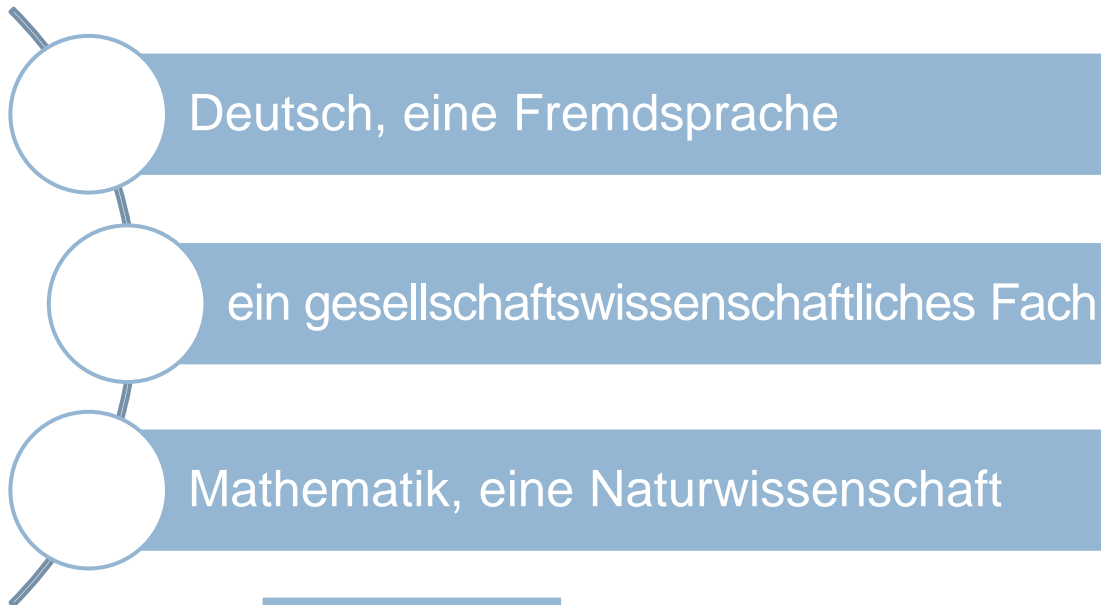 Deutsch, eine Fremdsprache
ein gesellschaftswissenschaftliches Fach
Mathematik, eine Naturwissenschaft